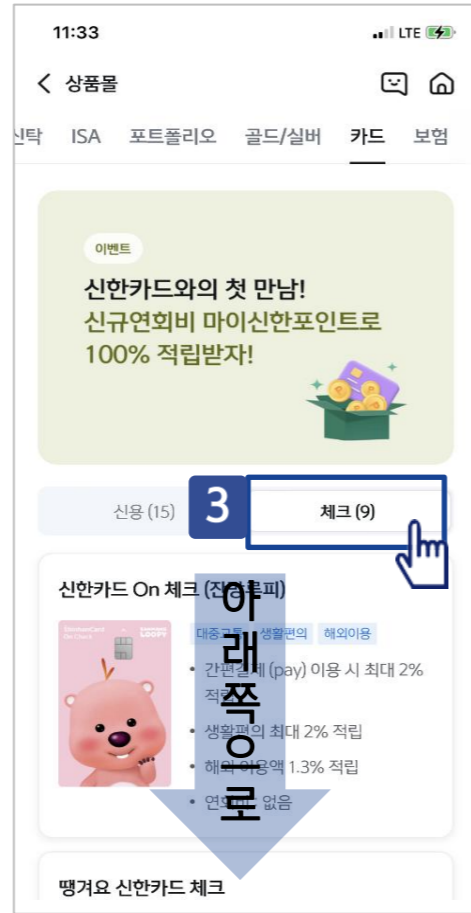 11:33
LTE
상품몰
신탁 ISA 포트폴리오 골드/실버 카드 보험
이벤트
신한카드와의 첫 만남!
신규연회비 마이신한포인트로
100% 적립받자!
신용 (15)
3
체크 (9)
신한카드 On 체크 (잔망루피)
대중교통 생활편의 해외이용
간편결제 (pay) 이용 시 최대 2%
적립
생활편의 최대 2% 적립
해외 이용액 1.3% 적립
연회비 없음
아래쪽으로
땡겨요 신한카드 체크